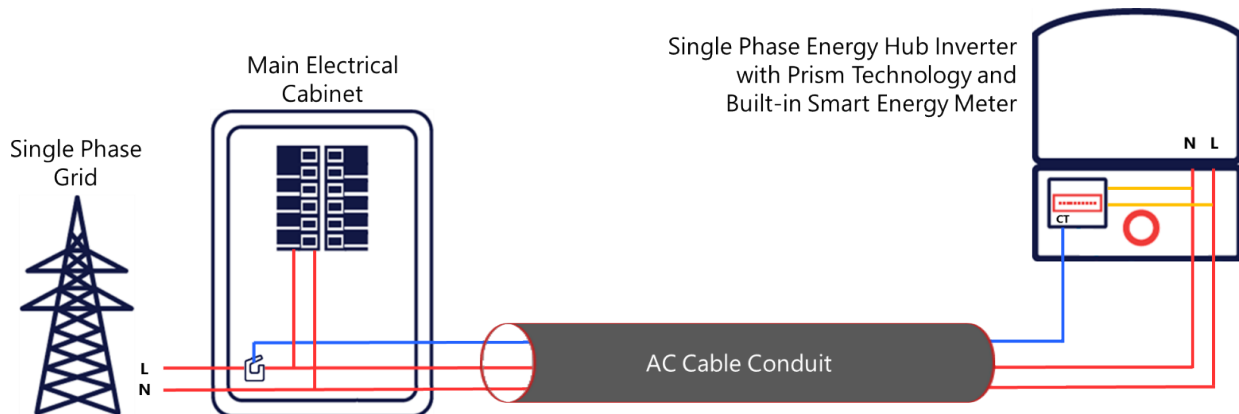 Single Phase Energy Hub Inverter
with Prism Technology and
Built-in Smart Energy Meter
Main Electrical
Cabinet
Single Phase
Grid
N L
CT
L
N
AC Cable Conduit